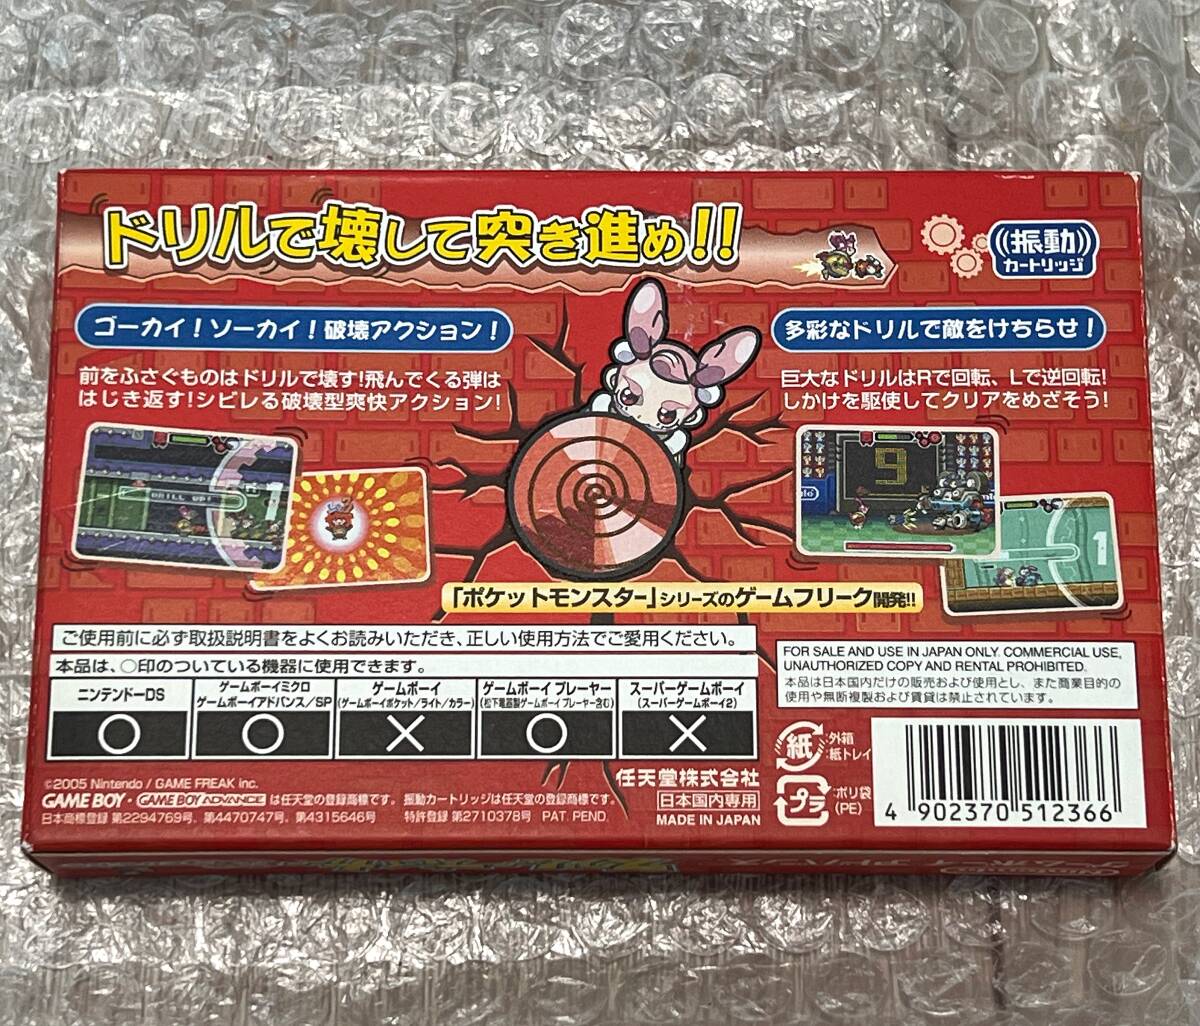 ドリルで壊して突き進め!!
振動
カートリッジ
ゴーカイ!ソーカイ!破壊アクション!
前をふさぐものはドリルで壊す!飛んでくる弾は
はじき返す!シビレる破壊型爽快アクション!
多彩なドリルで敵をけちらせ!
巨大なドリルはRで回転、Lで逆回転!
しかけを駆使してクリアをめざそう!
DRILL UP!
1
9
1
「ポケットモンスター」シリーズのゲームフリーク開発!!
ご使用前に必ず取扱説明書をよくお読みいただき、正しい使用方法でご愛用ください。
本品は、○印のついている機器に使用できます。
ニンテンドーDS
ゲームボーイミクロ
ゲームボーイアドバンス/SP
ゲームボーイ
(ゲームボーイポケット/ライト/カラー)
ゲームボーイ プレーヤー
(松下電器製ゲームボーイ プレーヤー含む)
スーパーゲームボーイ
(スーパーゲームボーイ2)
○ ○ × ○ ×
FOR SALE AND USE IN JAPAN ONLY. COMMERCIAL USE,
UNAUTHORIZED COPY AND RENTAL PROHIBITED.
本品は日本国内だけの販売および使用とし、また商業目的の
使用や無断複製および賃貸は禁止されています。
©2005 Nintendo / GAME FREAK inc.
GAME BOY・GAME BOY ADVANCE は任天堂の登録商標です。 振動カートリッジは任天堂の登録商標です。
日本商標登録 第2294769号、第4470747号、第4315646号 特許登録 第2710378号 PAT. PEND.
任天堂株式会社
日本国内専用
MADE IN JAPAN
紙
:外箱
:紙トレイ
プラ
:ポリ袋
(PE)
4 902370 512366